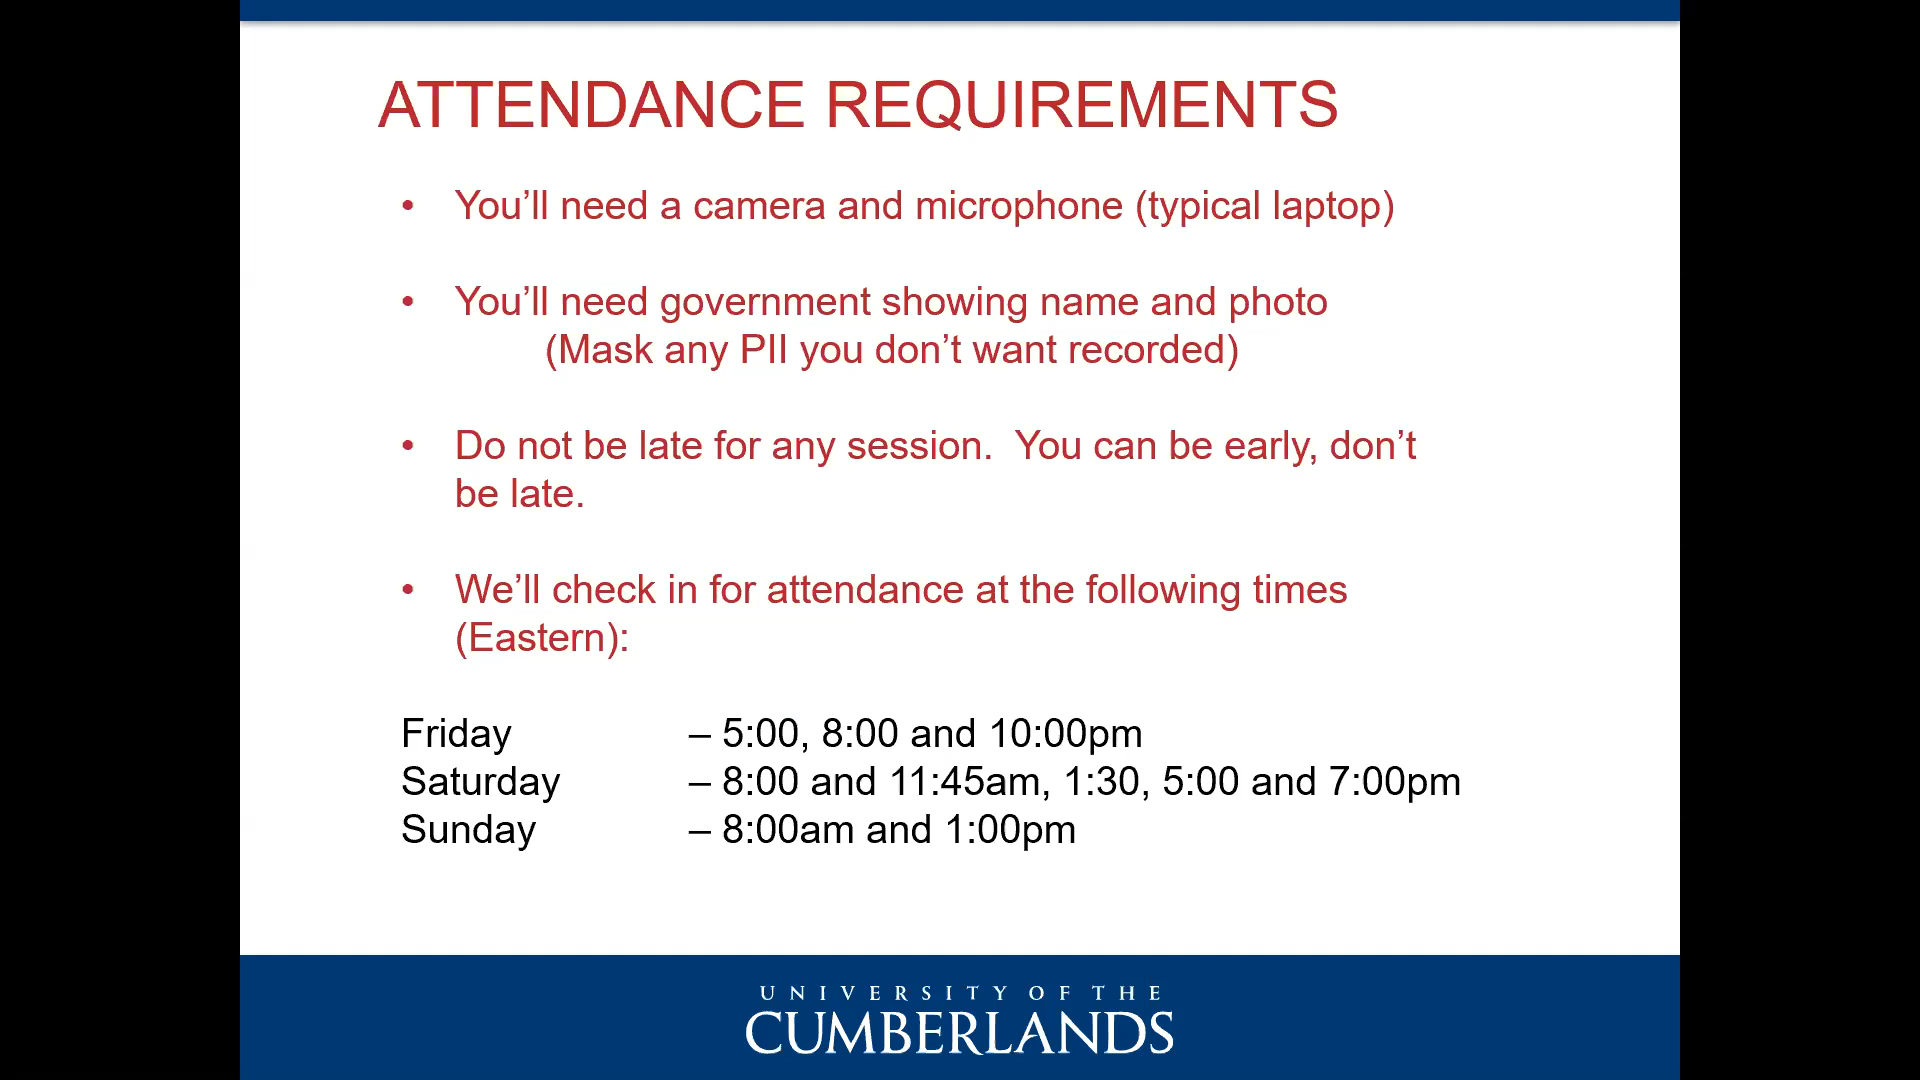 ATTENDANCE REQUIREMENTS
• You’ll need a camera and microphone (typical laptop)
• You’ll need government showing name and photo
(Mask any PII you don’t want recorded)
• Do not be late for any session.  You can be early, don’t
be late.
• We’ll check in for attendance at the following times
(Eastern):
Friday – 5:00, 8:00 and 10:00pm
Saturday – 8:00 and 11:45am, 1:30, 5:00 and 7:00pm
Sunday – 8:00am and 1:00pm
UNIVERSITY OF THE
CUMBERLANDS